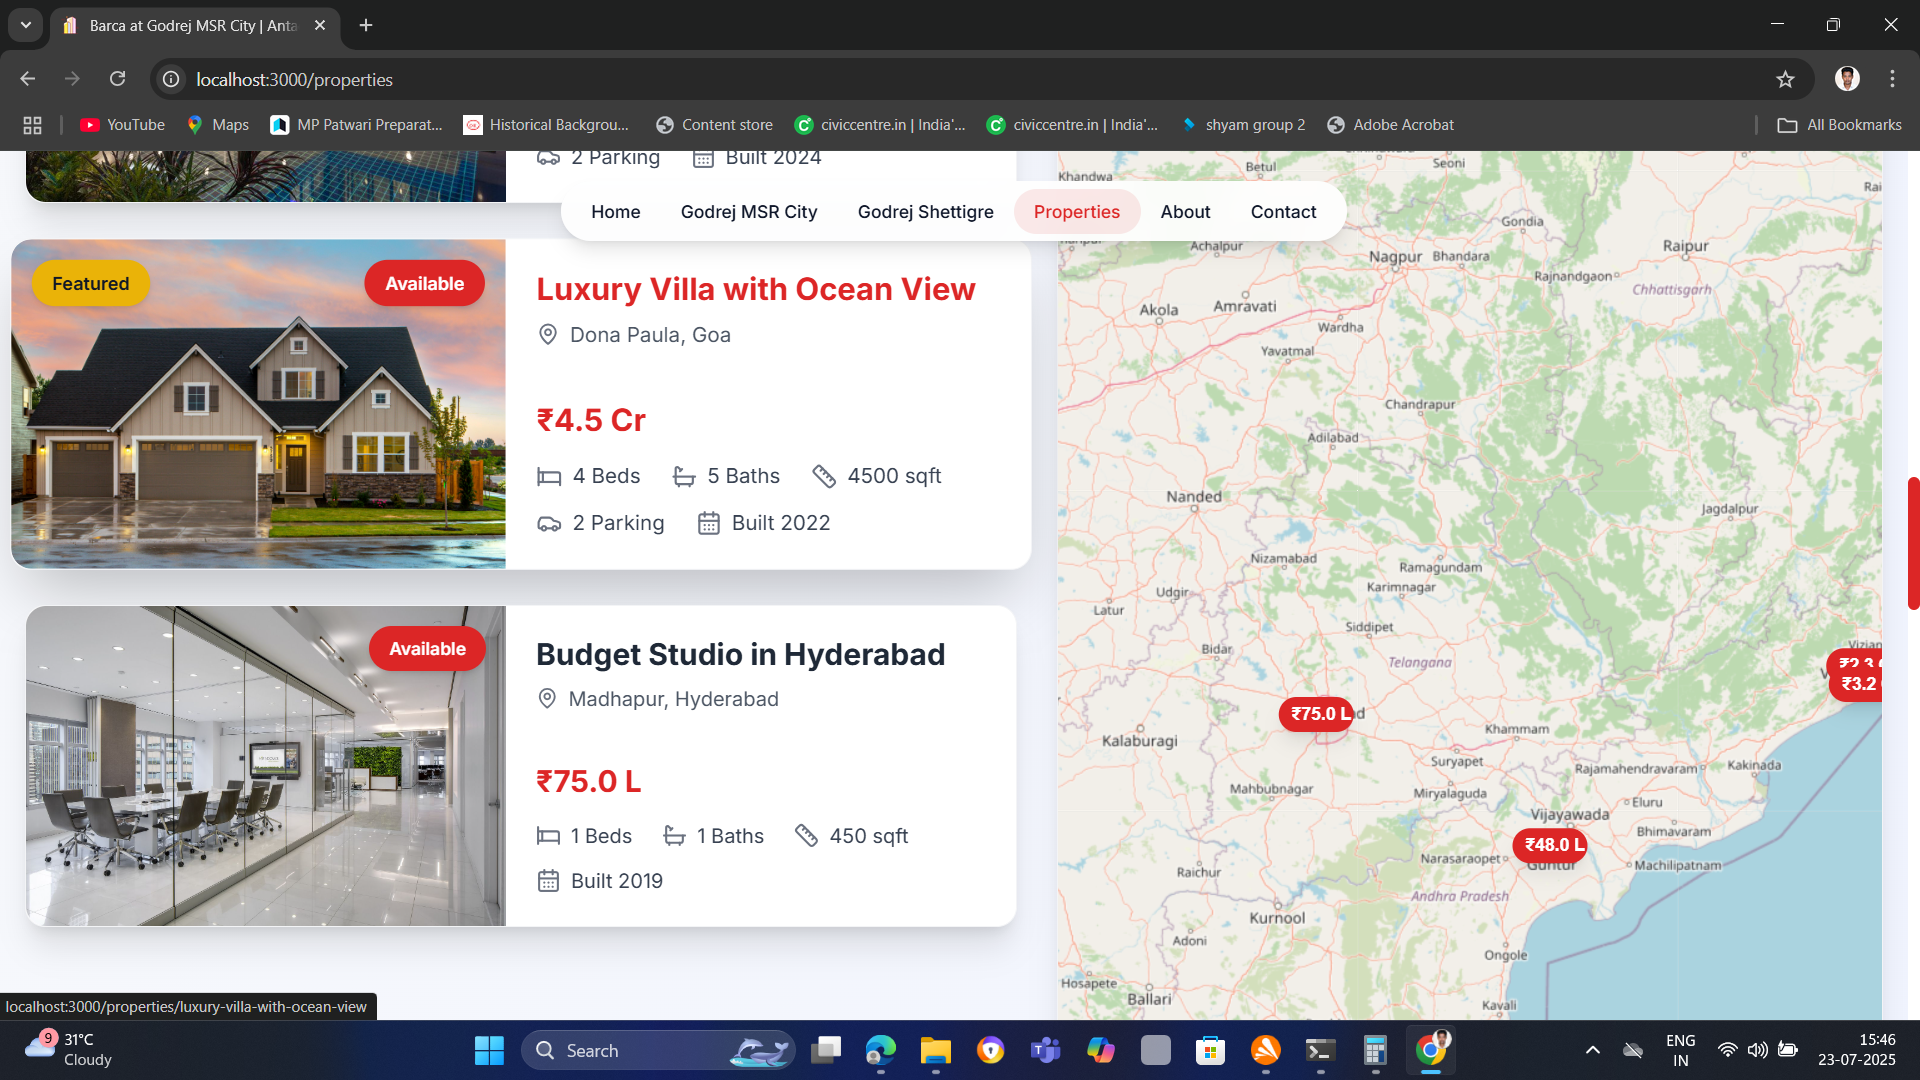 Barca at Godrej MSR City | Anta
localhost:3000/properties
YouTube
Maps
MP Patwari Preparat...
Historical Backgrou...
Content store
civiccentre.in | India'...
civiccentre.in | India'...
shyam group 2
Adobe Acrobat
All Bookmarks
2 Parking
Built 2024
Home
Godrej MSR City
Godrej Shettigre
Properties
About
Contact
Featured
Available
Luxury Villa with Ocean View
Dona Paula, Goa
₹4.5 Cr
4 Beds
5 Baths
4500 sqft
2 Parking
Built 2022
Available
Budget Studio in Hyderabad
Madhapur, Hyderabad
₹75.0 L
1 Beds
1 Baths
450 sqft
Built 2019
Betul
Seoni
Khandwa
Rai
Gondia
Achalpur
Nagpur
Bhandara
Raipur
Rajnandgaon
Chhattisgarh
Akola
Amravati
Wardha
Yavatmal
Chandrapur
Adilabad
Nanded
Jagdalpur
Nizamabad
Ramagundam
Karimnagar
Udgir
Latur
Siddipet
Bidar
Telangana
Vizian
₹2.3
₹3.2
₹75.0 L
Khammam
Kalaburagi
Suryapet
Rajamahendravaram
Kakinada
Mahbubnagar
Miryalaguda
Eluru
Vijayawada
Bhimavaram
₹48.0 L
Narasaraopet
Guntur
Machilipatnam
Raichur
Andhra Pradesh
Kurnool
Adoni
Ongole
Hosapete
Ballari
Kavali
localhost:3000/properties/luxury-villa-with-ocean-view
9
31°C
Cloudy
Search
ENG
IN
15:46
23-07-2025